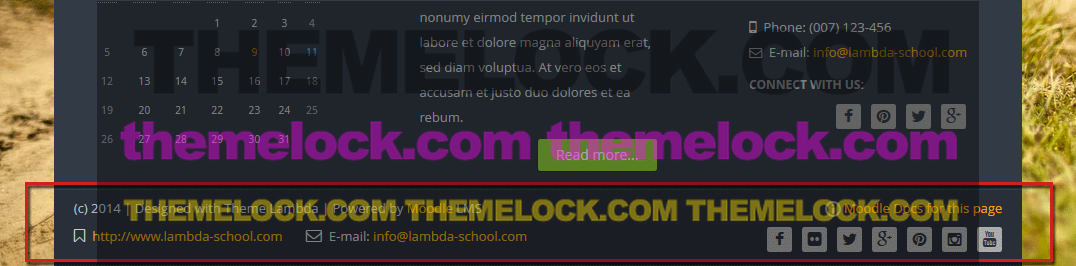 1 2 3 4
5 6 7 8 9 10 11
12 13 14 15 16 17 18
19 20 21 22 23 24 25
26 27 28 29 30 31
nonumy eirmod tempor invidunt ut
labore et dolore magna aliquyam erat,
sed diam voluptua. At vero eos et
accusam et justo duo dolores et ea
rebum.
Read more...
Phone: (007) 123-456
E-mail: info@lambda-school.com
CONNECT WITH US:
THEMELOCK.COM
themelock.com themelock.com
(c) 2014 | Designed with Theme Lambda | Powered by Moodle LMS
Moodle Docs for this page
THEMELOCK.COM THEMELOCK.COM THEMELOCK.COM
http://www.lambda-school.com E-mail: info@lambda-school.com
You Tube